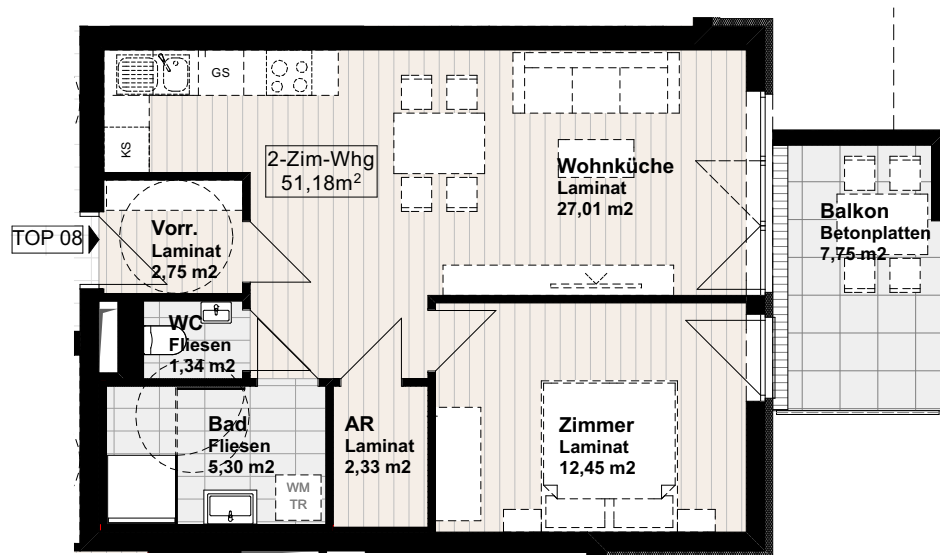 GS
KS
2-Zim-Whg
51,18m²
Wohnküche
Laminat
27,01 m2
Balkon
Betonplatten
7,75 m2
TOP 08
Vorr.
Laminat
2,75 m2
WC
Fliesen
1,34 m2
Bad
Fliesen
5,30 m2
WM
TR
AR
Laminat
2,33 m2
Zimmer
Laminat
12,45 m2